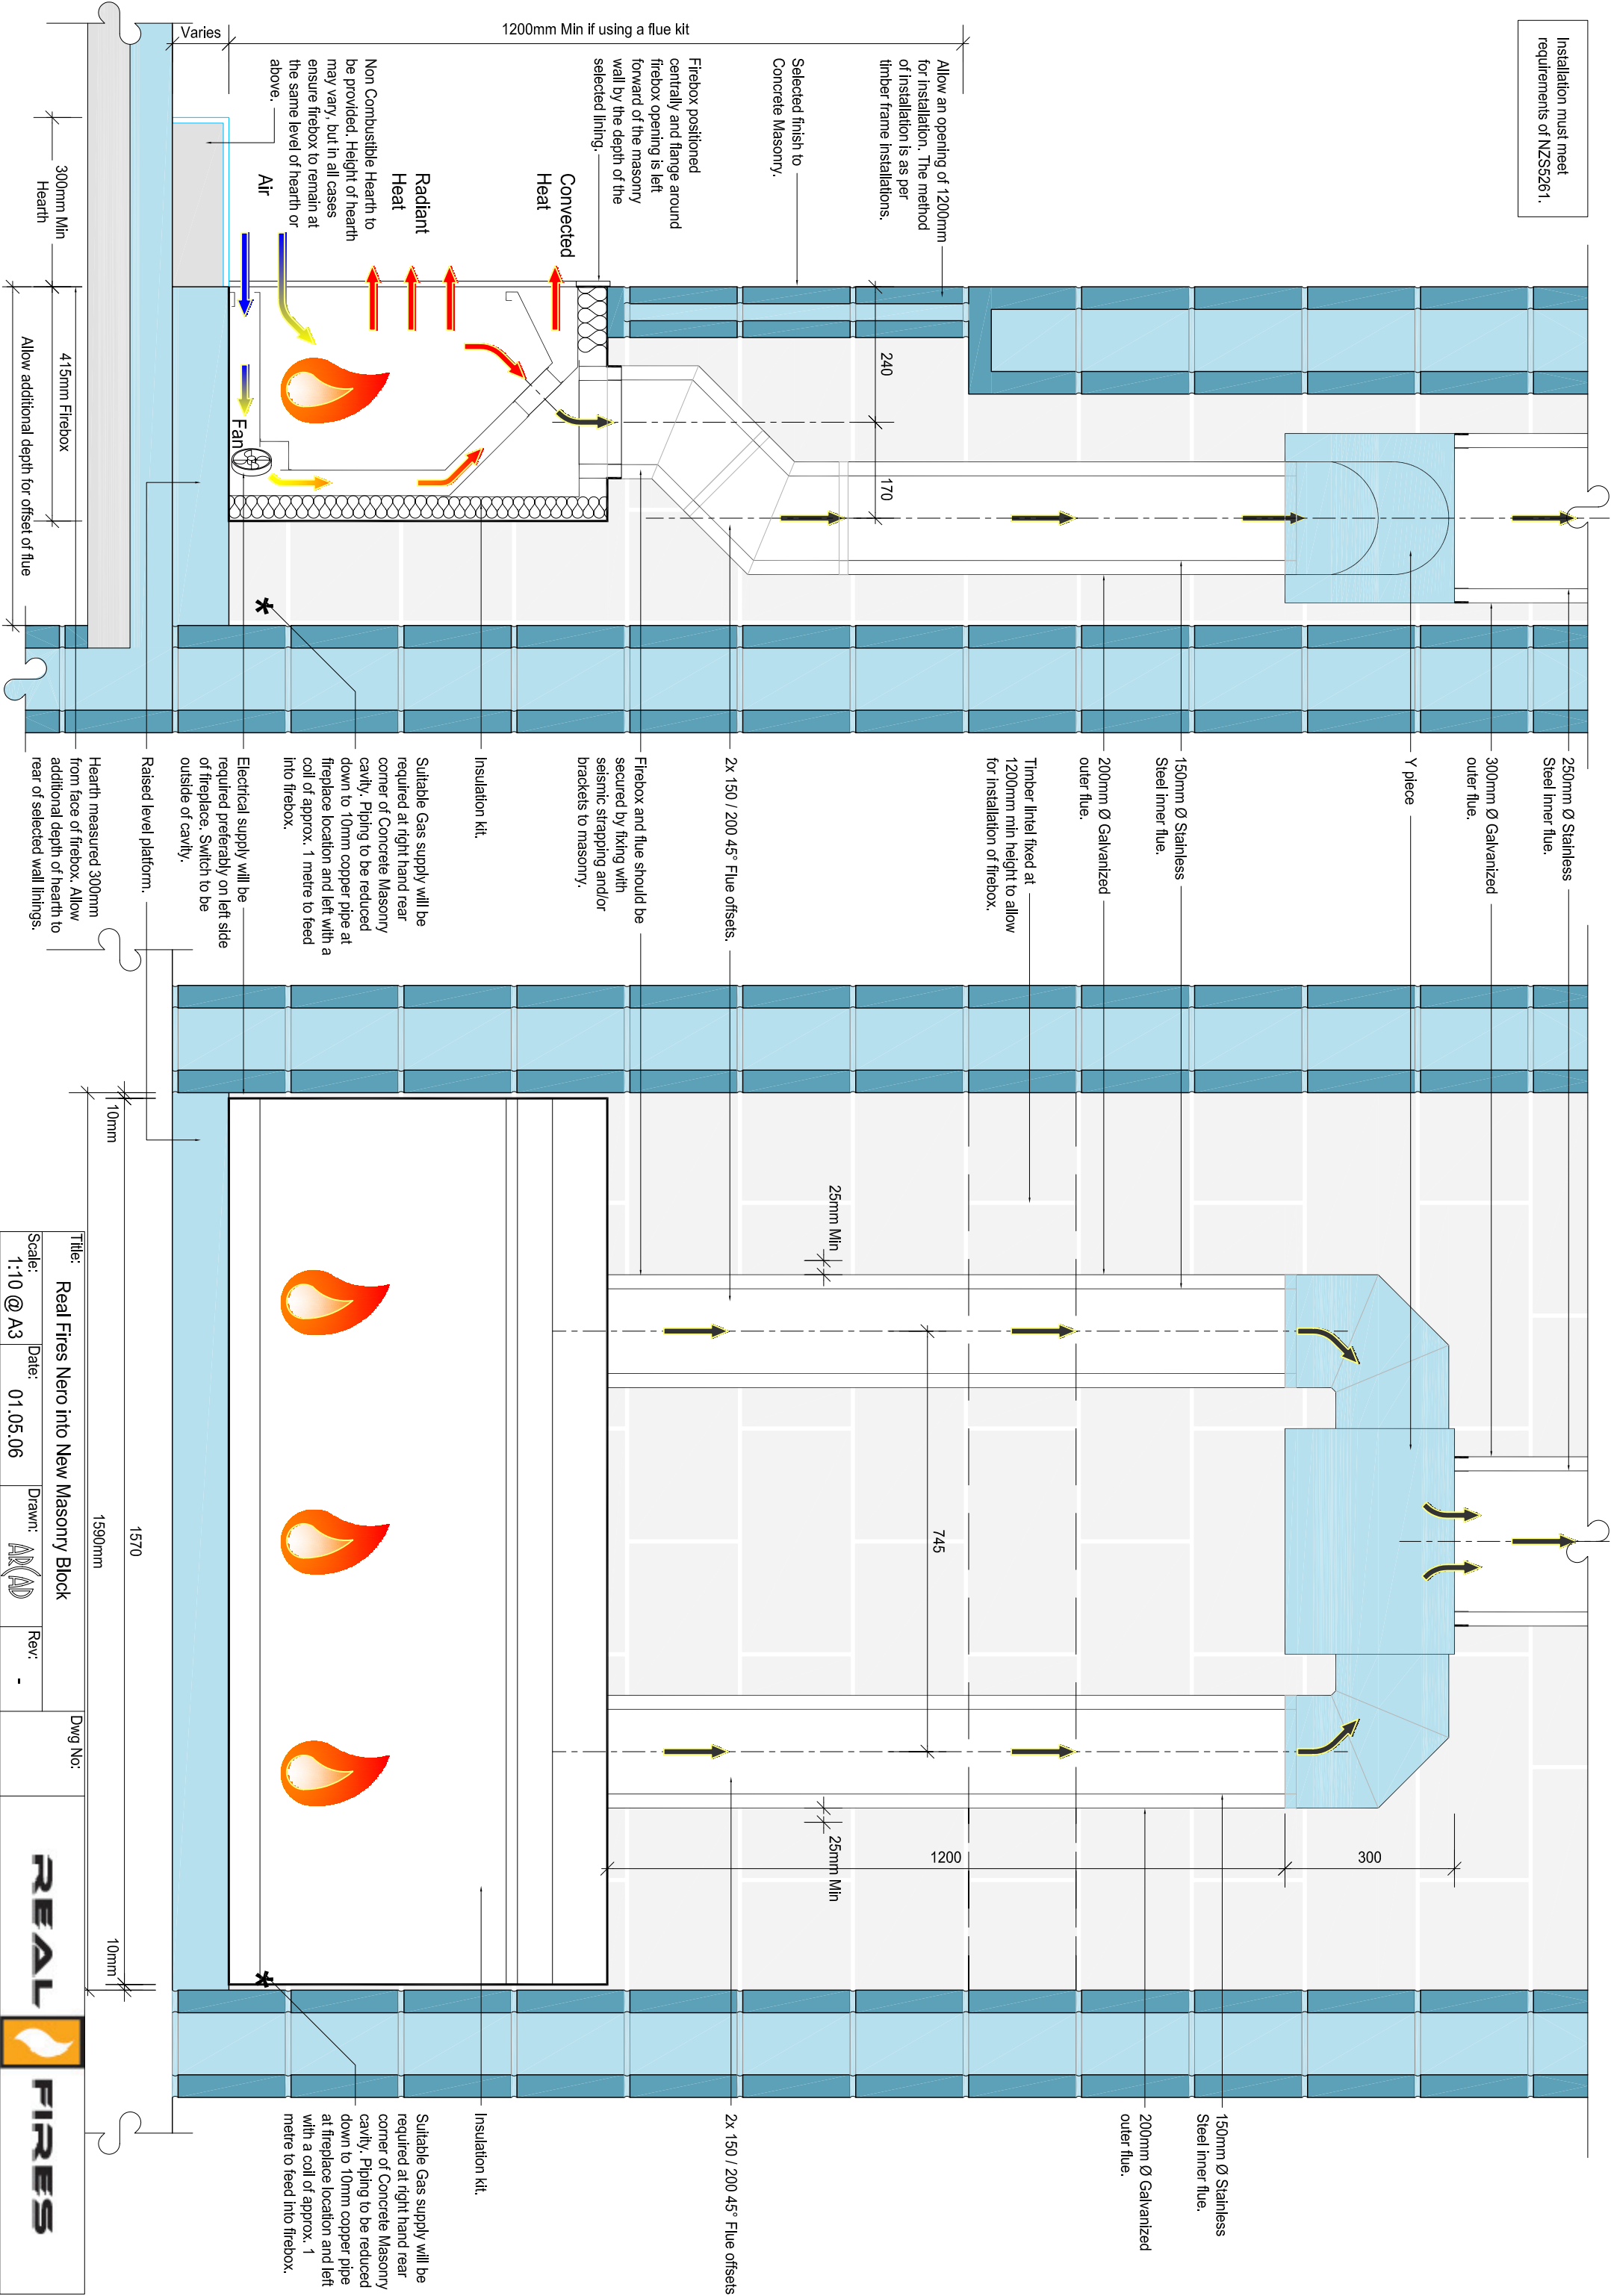 Installation must meet
requirements of NZS5261.
1200mm Min if using a flue kit
Varies
Allow an opening of 1200mm
for installation. The method
of installation is as per
timber frame installations.
Selected finish to
Concrete Masonry.
Firebox positioned
centrally and flange around
firebox opening is left
forward of the masonry
wall by the depth of the
selected lining.
Convected
Heat
Radiant
Heat
Non Combustible Hearth to
be provided. Height of hearth
may vary, but in all cases
ensure firebox to remain at
the same level of hearth or
above.
Air
Fan
240
170
300mm Min
Hearth
415mm Firebox
Allow additional depth for offset of flue
*
250mm Ø Stainless
Steel inner flue.
300mm Ø Galvanized
outer flue.
Y piece
150mm Ø Stainless
Steel inner flue.
200mm Ø Galvanized
outer flue.
Timber lintel fixed at
1200mm min height to allow
for installation of firebox.
2x 150 / 200 45° Flue offsets.
Firebox and flue should be
secured by fixing with
seismic strapping and/or
brackets to masonry.
Insulation kit.
Suitable Gas supply will be
required at right hand rear
corner of Concrete Masonry
cavity. Piping to be reduced
down to 10mm copper pipe at
fireplace location and left with a
coil of approx. 1 metre to feed
into firebox.
Electrical supply will be
required preferably on left side
of fireplace. Switch to be
outside of cavity.
Raised level platform.
Hearth measured 300mm
from face of firebox. Allow
additional depth of hearth to
rear of selected wall linings.
25mm Min
745
25mm Min
1200
300
*
10mm
1570
10mm
1590mm
150mm Ø Stainless
Steel inner flue.
200mm Ø Galvanized
outer flue.
2x 150 / 200 45° Flue offsets
Insulation kit.
Suitable Gas supply will be
required at right hand rear
corner of Concrete Masonry
cavity. Piping to be reduced
down to 10mm copper pipe
at fireplace location and left
with a coil of approx. 1
metre to feed into firebox.
Title:
Real Fires Nero into New Masonry Block
Scale:
1:10 @ A3
Date:
01.05.06
Drawn:
ARCAD
Rev:
-
Dwg No:
REAL FIRES